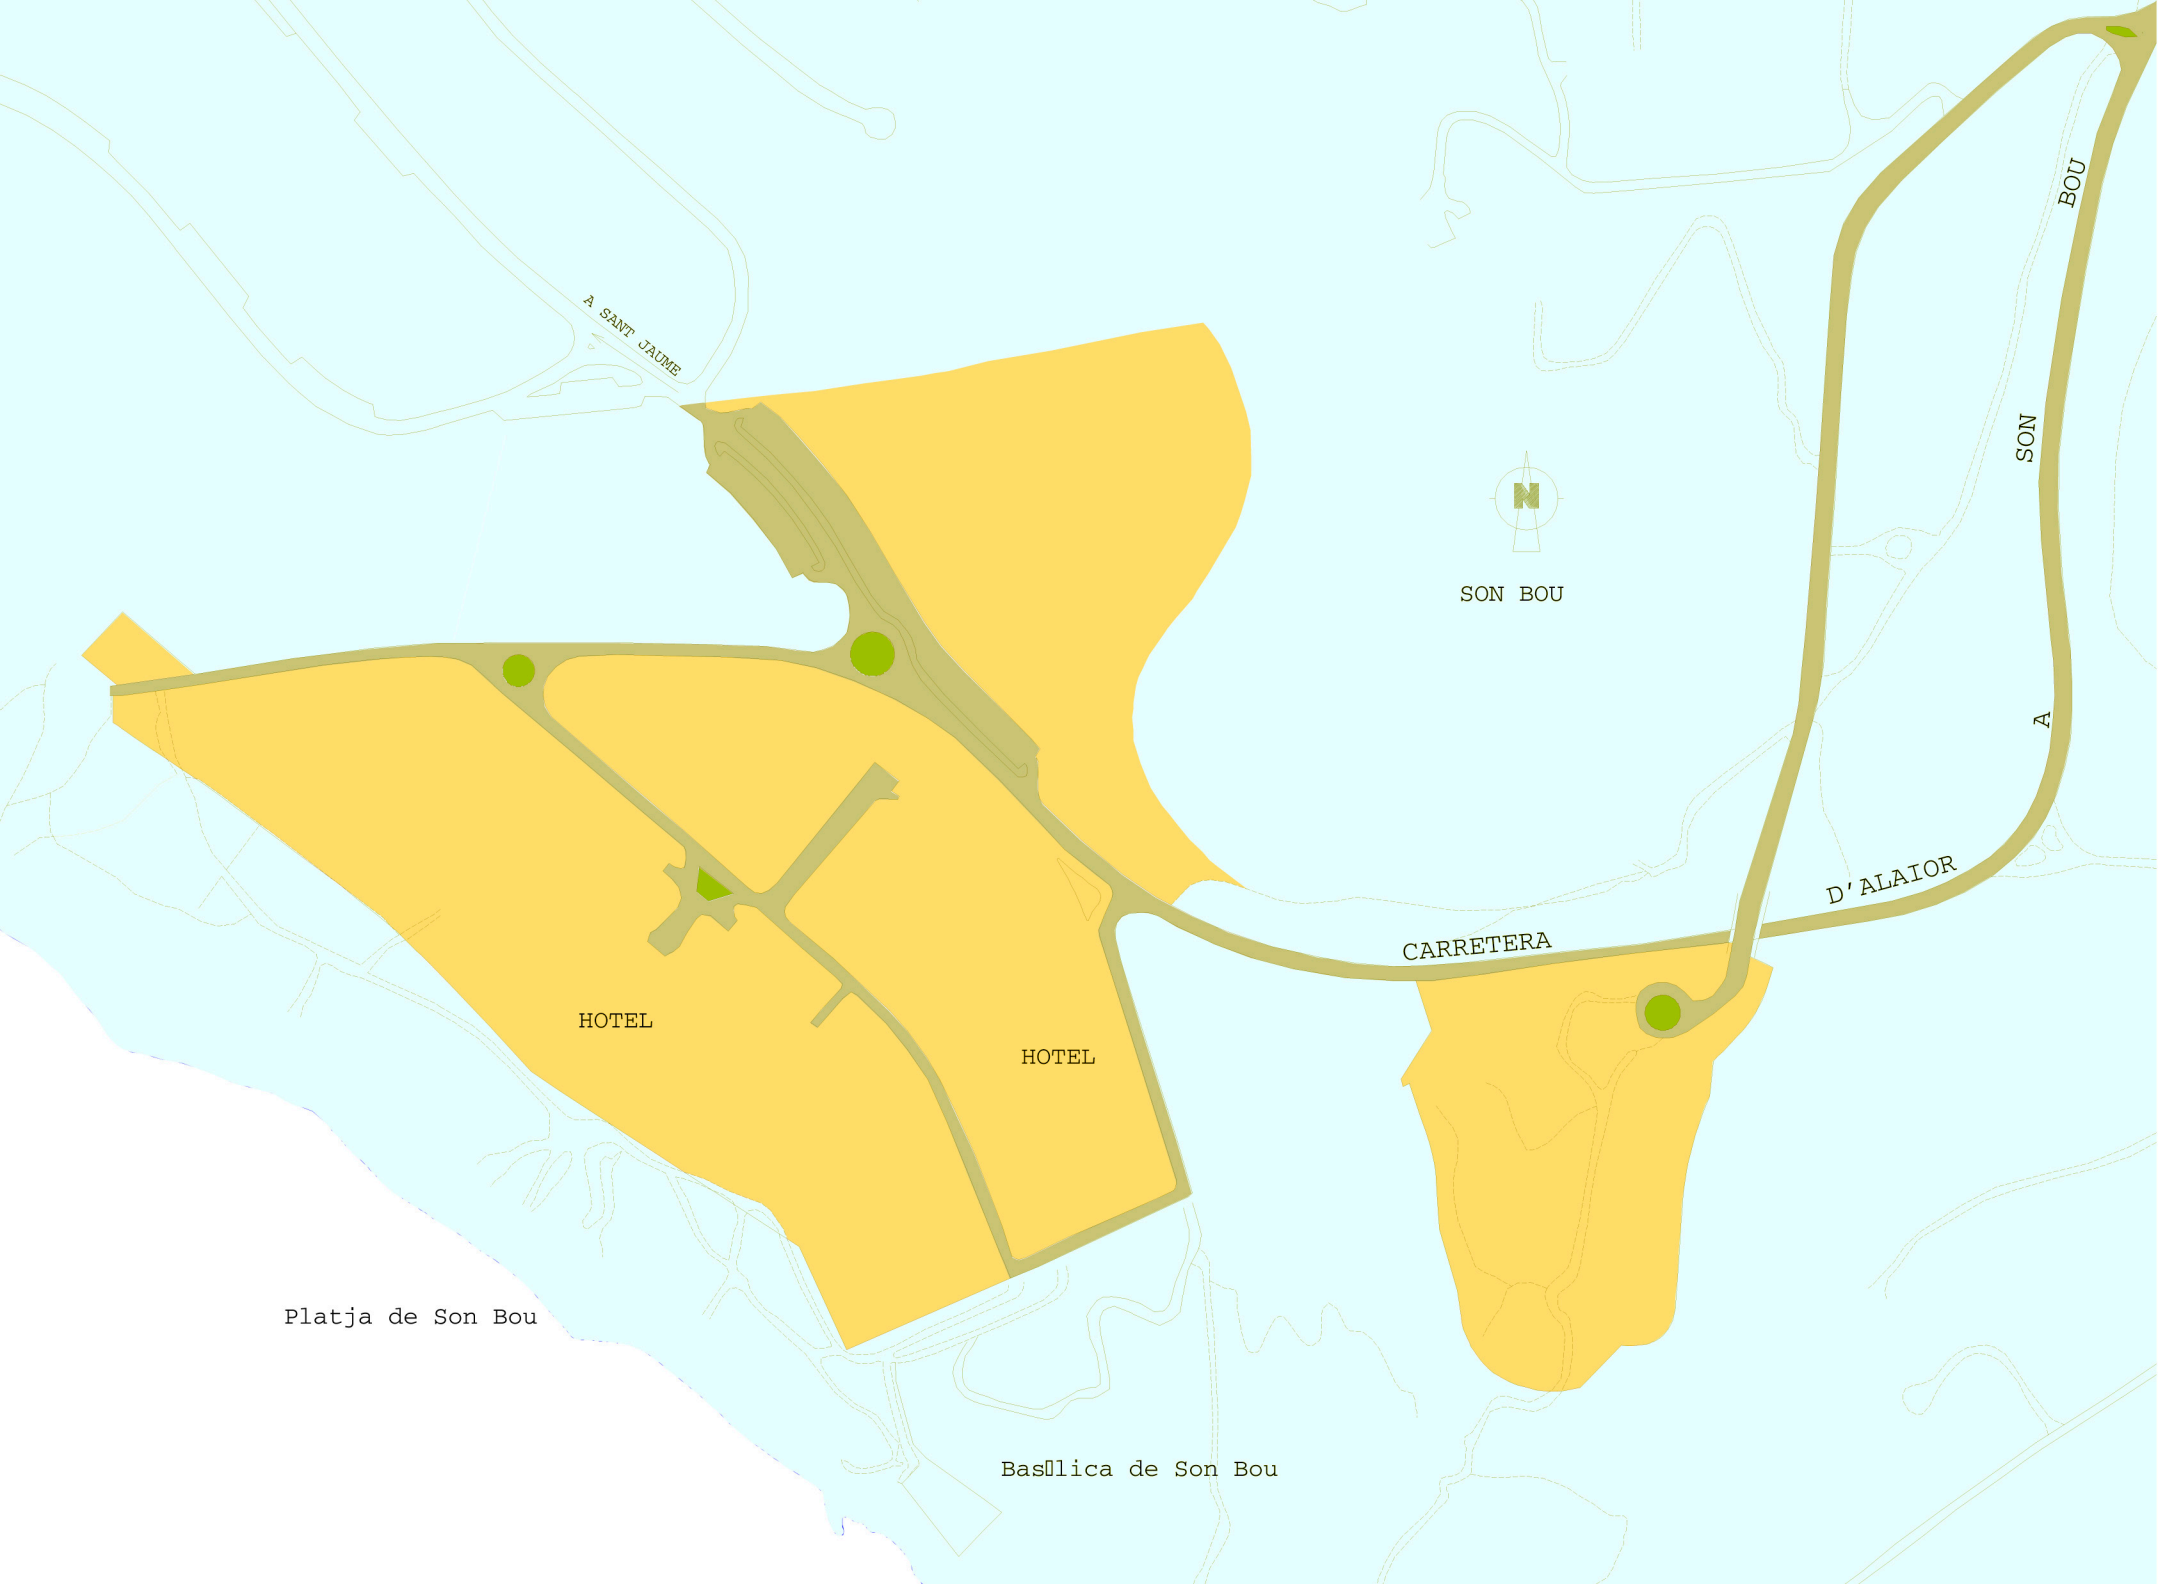 BOU
A SANT JAUME
SON
N
SON BOU
A
D'ALAIOR
CARRETERA
HOTEL
HOTEL
Platja de Son Bou
Bas▯lica de Son Bou